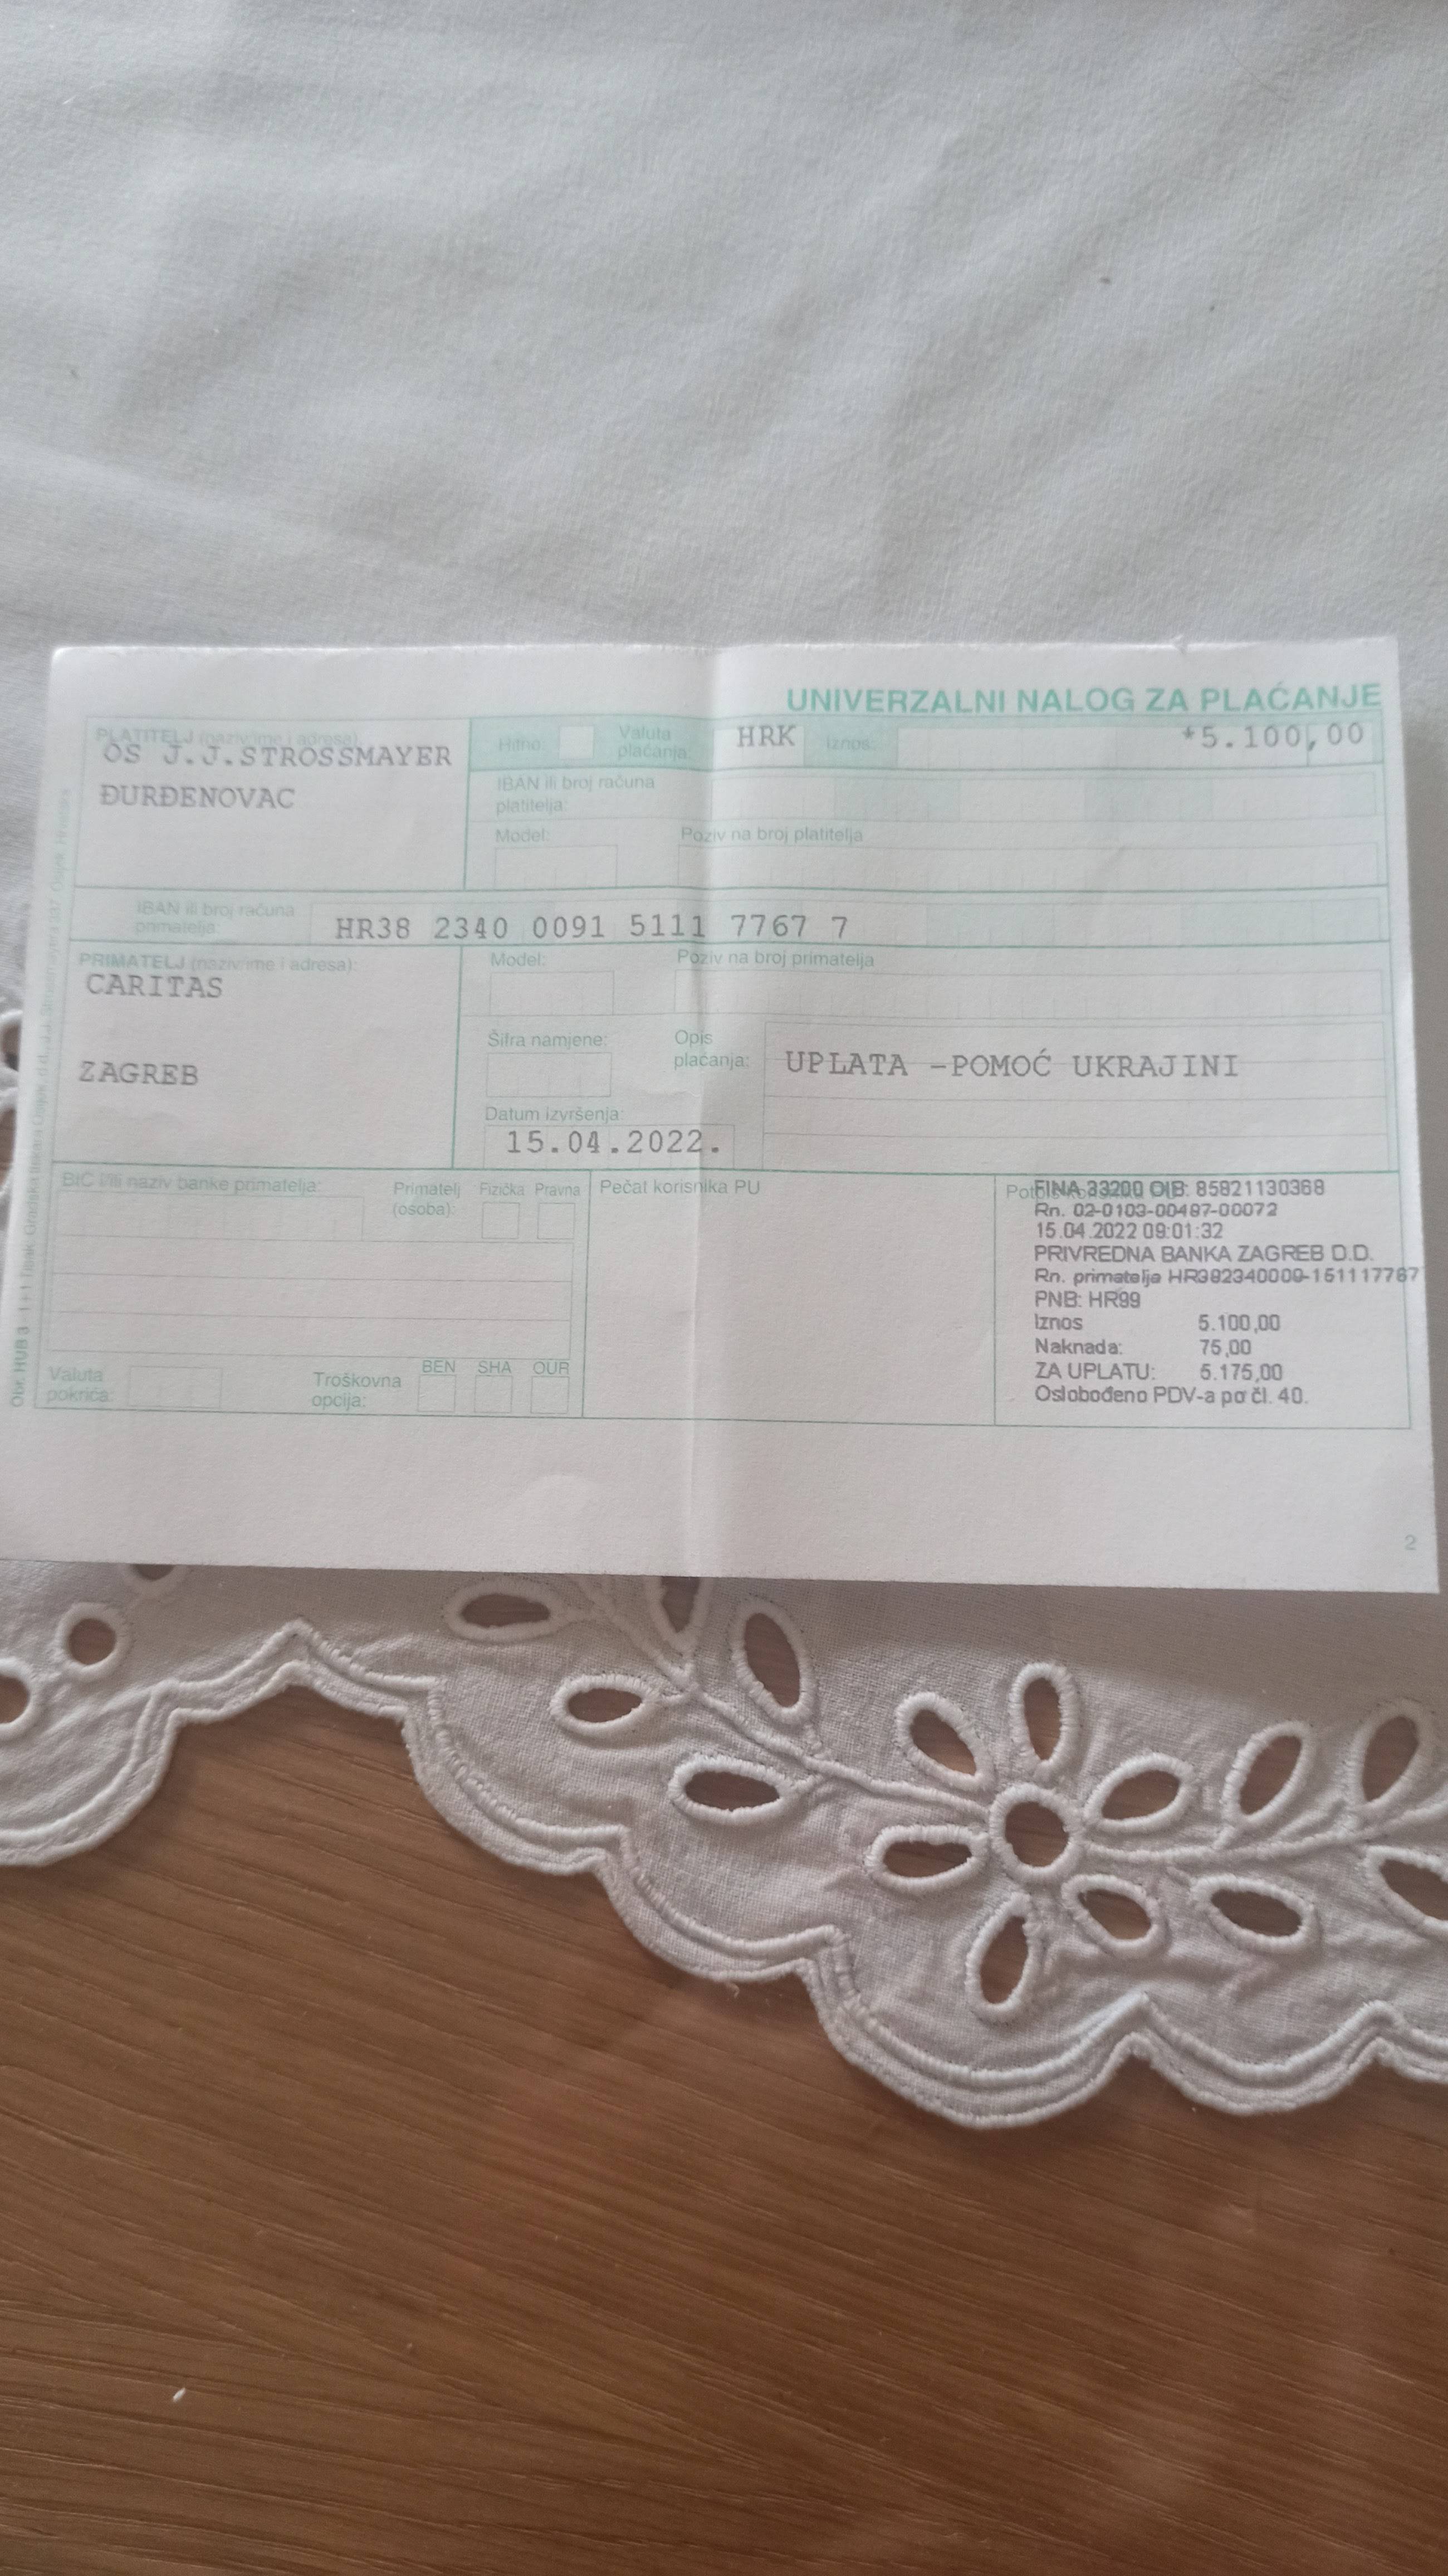 UNIVERZALNI NALOG ZA PLAĆANJE
PLATITELJ (naziv/ime i adresa):
OS J.J.STROSSMAYER
ĐURĐENOVAC
Hitno:
Valuta plaćanja:
HRK
Iznos:
*5.100,00
IBAN ili broj računa platitelja:
Model:
Poziv na broj platitelja
IBAN ili broj računa primatelja:
HR38 2340 0091 5111 7767 7
PRIMATELJ (naziv/ime i adresa):
CARITAS
ZAGREB
Model:
Poziv na broj primatelja
Šifra namjene:
Opis plaćanja:
UPLATA -POMOĆ UKRAJINI
Datum izvršenja:
15.04.2022.
BIC i/ili naziv banke primatelja:
Primatelj (osoba):
Fizička
Pravna
Pečat korisnika PU
FINA 33200 OIB: 85821130368
Rn. 02-0103-00487-00072
15.04.2022 09:01:32
PRIVREDNA BANKA ZAGREB D.D.
Rn. primatelja HR382340009-151117767
PNB: HR99
Iznos 5.100,00
Naknada: 75,00
ZA UPLATU: 5.175,00
Oslobođeno PDV-a po čl. 40.
Valuta pokrića:
Troškovna opcija:
BEN
SHA
OUR
Obr. HUB 3
2